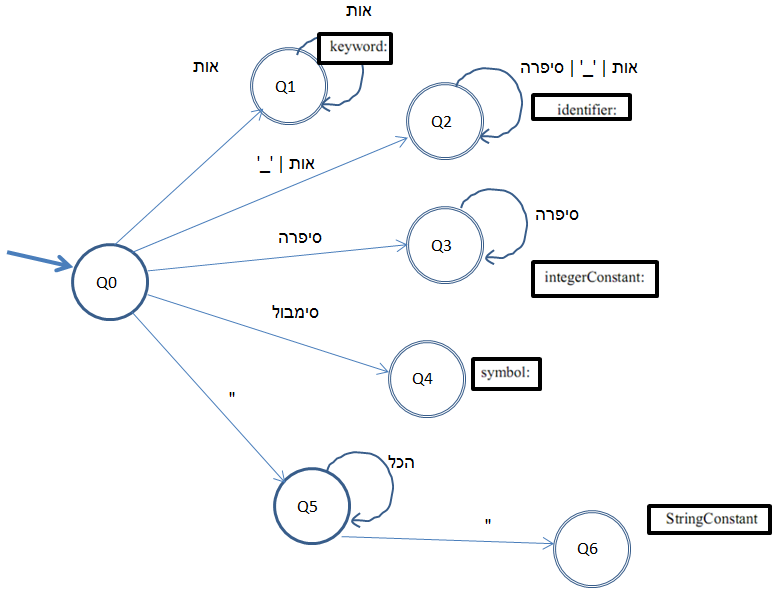 אות
keyword:
אות
Q1
אות | '_' | סיפרה
identifier:
Q2
אות | '_'
סיפרה
סיפרה
Q3
integerConstant:
Q0
סימבול
Q4
symbol:
"
הכל
Q5
"
StringConstant
Q6